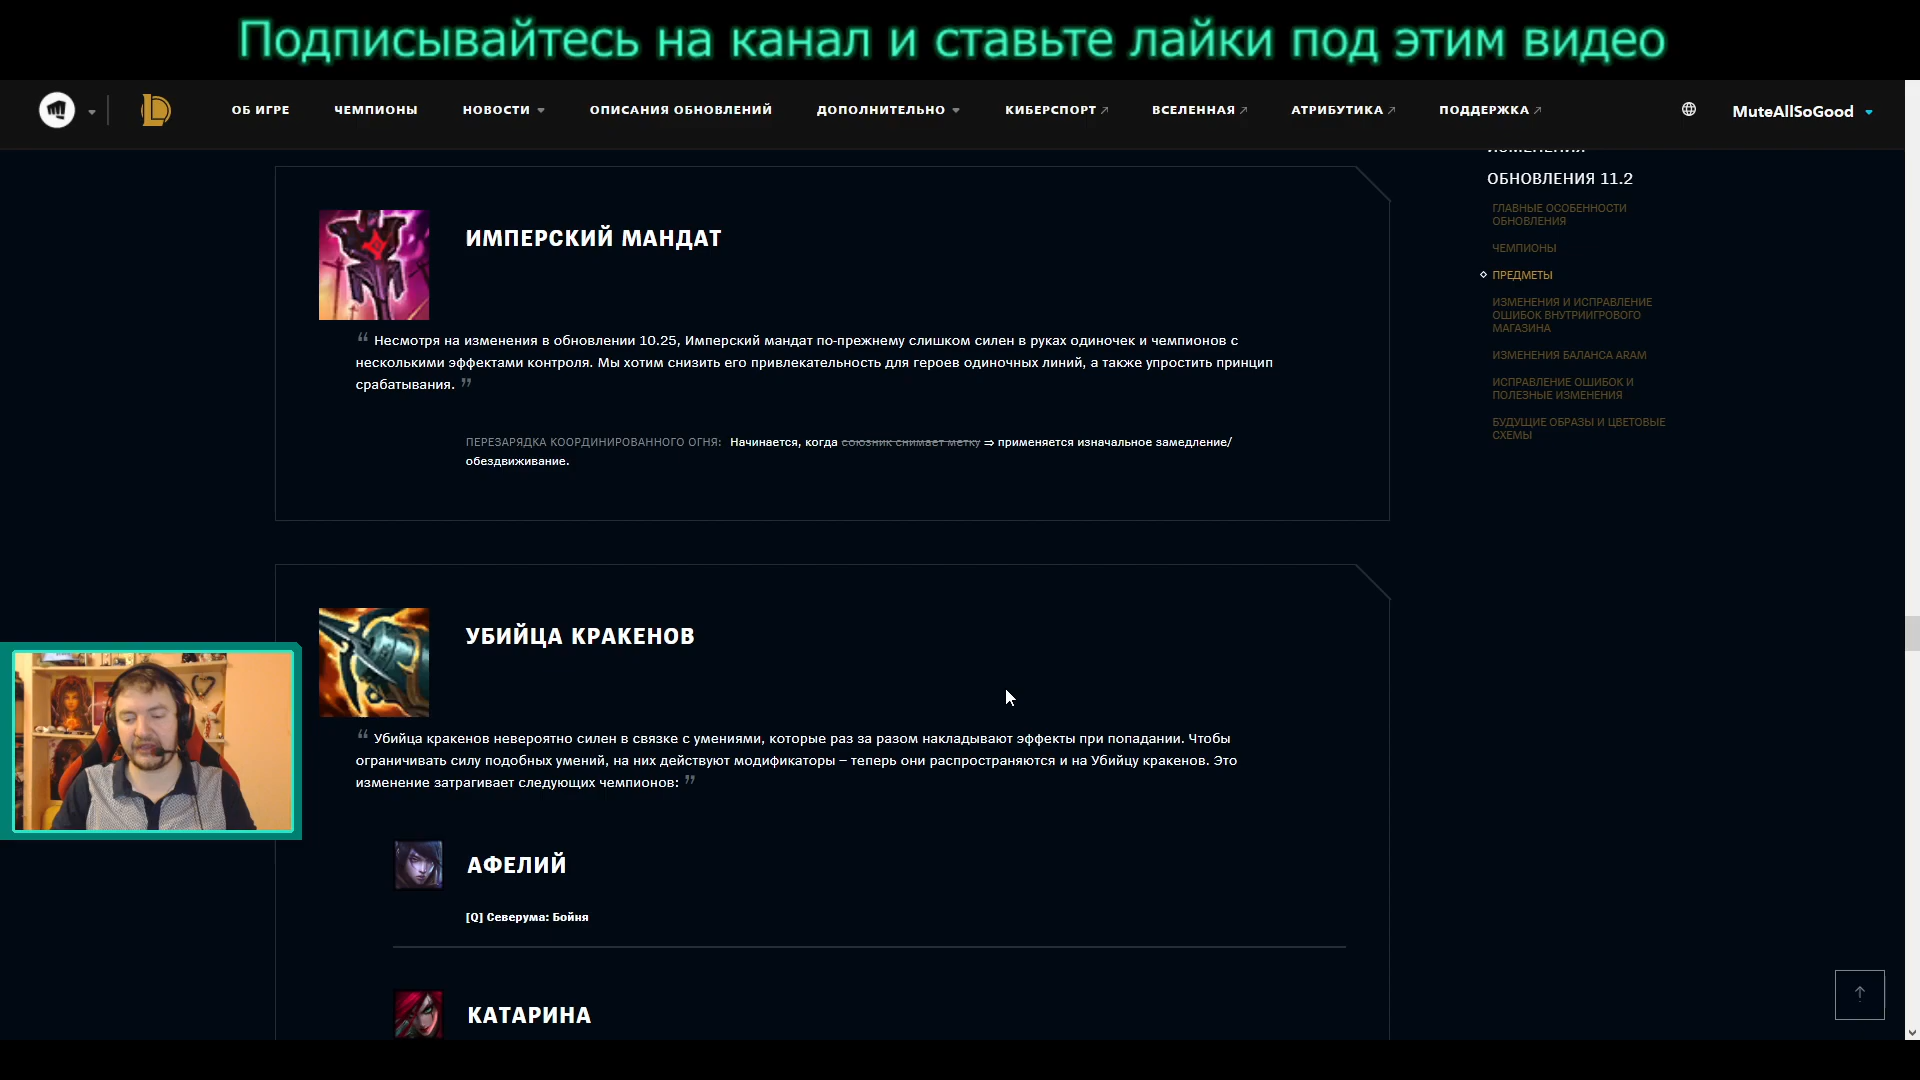 Подписывайтесь на канал и ставьте лайки под этим видео
ОБ ИГРЕ
ЧЕМПИОНЫ
НОВОСТИ
ОПИСАНИЯ ОБНОВЛЕНИЙ
ДОПОЛНИТЕЛЬНО
КИБЕРСПОРТ
ВСЕЛЕННАЯ
АТРИБУТИКА
ПОДДЕРЖКА
MuteAllSoGood
ИМПЕРСКИЙ МАНДАТ
“ Несмотря на изменения в обновлении 10.25, Имперский мандат по-прежнему слишком силен в руках одиночек и чемпионов с
несколькими эффектами контроля. Мы хотим снизить его привлекательность для героев одиночных линий, а также упростить принцип
срабатывания. ”
ПЕРЕЗАРЯДКА КООРДИНИРОВАННОГО ОГНЯ: Начинается, когда союзник снимает метку ⇒ применяется изначальное замедление/
обездвиживание.
УБИЙЦА КРАКЕНОВ
“ Убийца кракенов невероятно силен в связке с умениями, которые раз за разом накладывают эффекты при попадании. Чтобы
ограничивать силу подобных умений, на них действуют модификаторы – теперь они распространяются и на Убийцу кракенов. Это
изменение затрагивает следующих чемпионов: ”
АФЕЛИЙ
[Q] Северума: Бойня
КАТАРИНА
ИЗМЕНЕНИЯ
ОБНОВЛЕНИЯ 11.2
ГЛАВНЫЕ ОСОБЕННОСТИ
ОБНОВЛЕНИЯ
ЧЕМПИОНЫ
ПРЕДМЕТЫ
ИЗМЕНЕНИЯ И ИСПРАВЛЕНИЕ
ОШИБОК ВНУТРИИГРОВОГО
МАГАЗИНА
ИЗМЕНЕНИЯ БАЛАНСА ARAM
ИСПРАВЛЕНИЕ ОШИБОК И
ПОЛЕЗНЫЕ ИЗМЕНЕНИЯ
БУДУЩИЕ ОБРАЗЫ И ЦВЕТОВЫЕ
СХЕМЫ